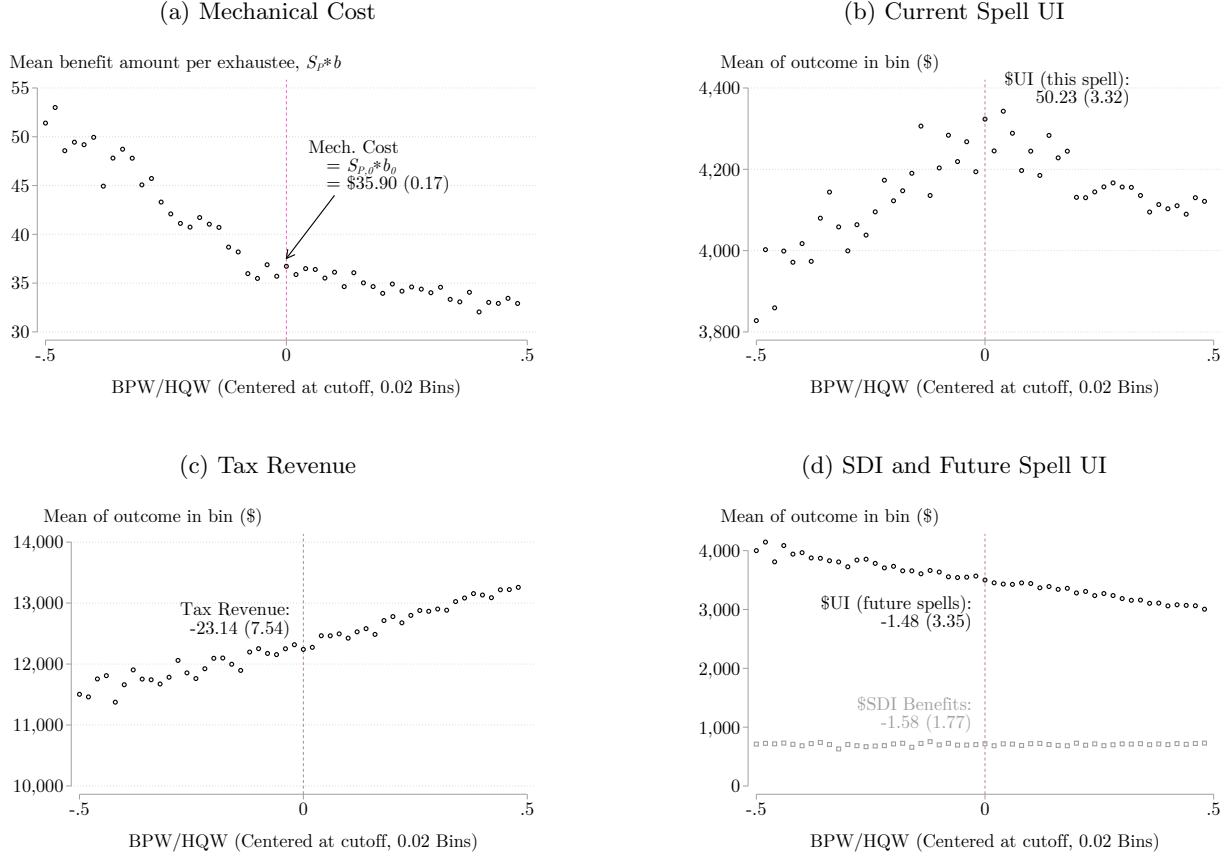 (a) Mechanical Cost
Mean benefit amount per exhaustee, S_P*b
55
50
45
40
35
30
Mech. Cost
= S_{P,0}*b_0
= $35.90 (0.17)
-.5
0
.5
BPW/HQW (Centered at cutoff, 0.02 Bins)
(b) Current Spell UI
Mean of outcome in bin ($)
$UI (this spell):
50.23 (3.32)
4,400
4,200
4,000
3,800
-.5
0
.5
BPW/HQW (Centered at cutoff, 0.02 Bins)
(c) Tax Revenue
Mean of outcome in bin ($)
14,000
13,000
12,000
11,000
10,000
Tax Revenue:
-23.14 (7.54)
-.5
0
.5
BPW/HQW (Centered at cutoff, 0.02 Bins)
(d) SDI and Future Spell UI
Mean of outcome in bin ($)
4,000
3,000
2,000
1,000
0
$UI (future spells):
-1.48 (3.35)
$SDI Benefits:
-1.58 (1.77)
-.5
0
.5
BPW/HQW (Centered at cutoff, 0.02 Bins)